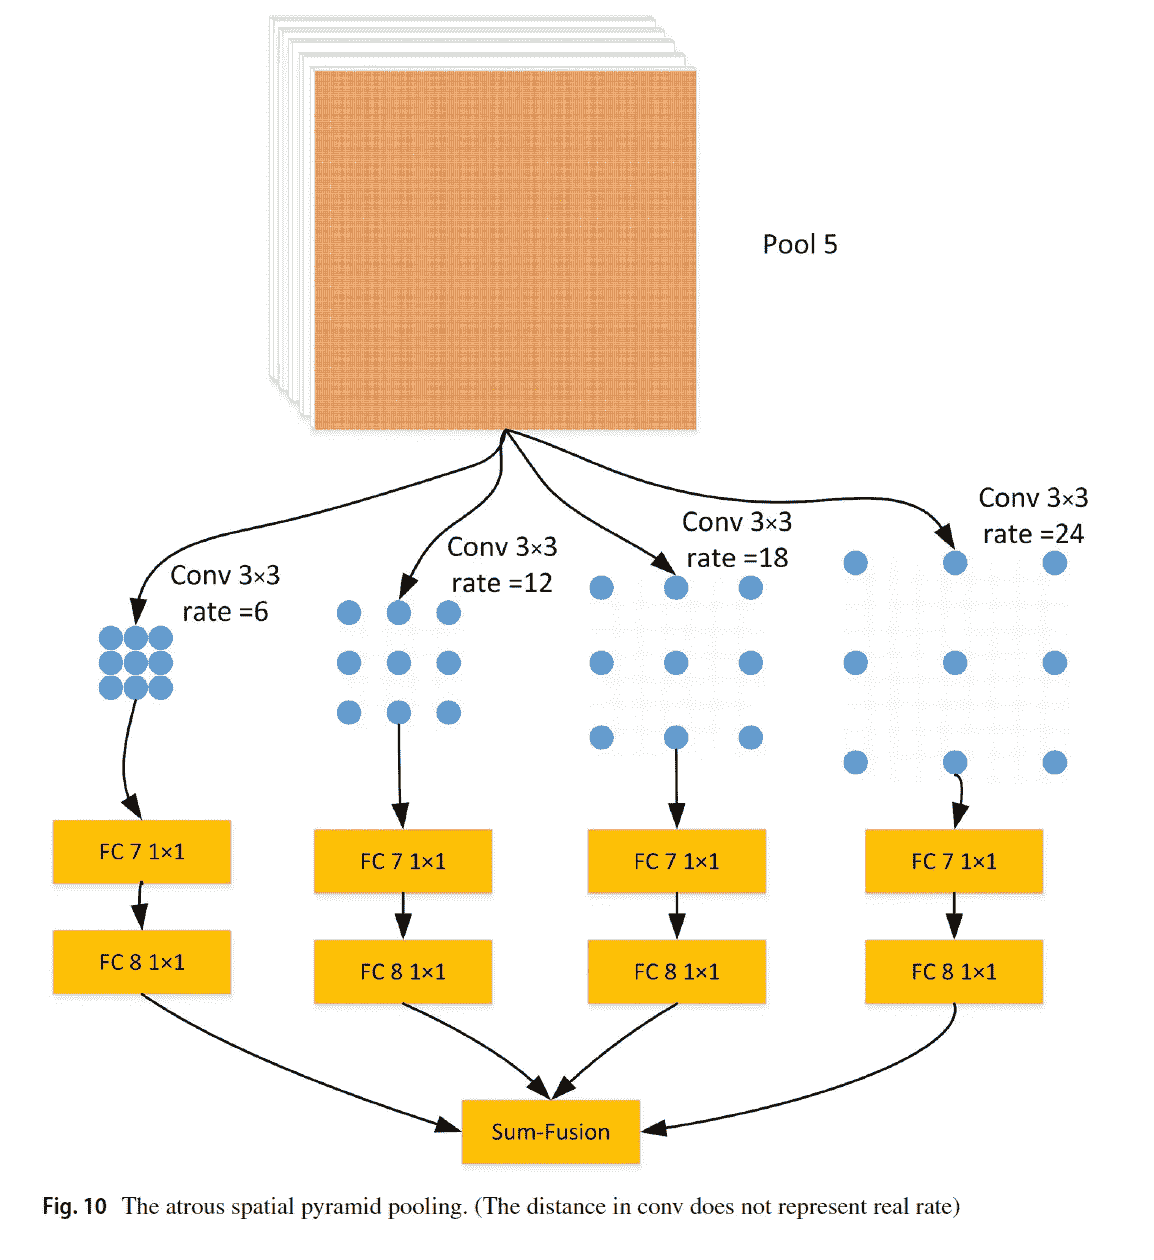 Pool 5
Conv 3×3
rate =6
Conv 3×3
rate =12
Conv 3×3
rate =18
Conv 3×3
rate =24
FC 7 1×1
FC 7 1×1
FC 7 1×1
FC 7 1×1
FC 8 1×1
FC 8 1×1
FC 8 1×1
FC 8 1×1
Sum-Fusion
Fig. 10 The atrous spatial pyramid pooling. (The distance in conv does not represent real rate)